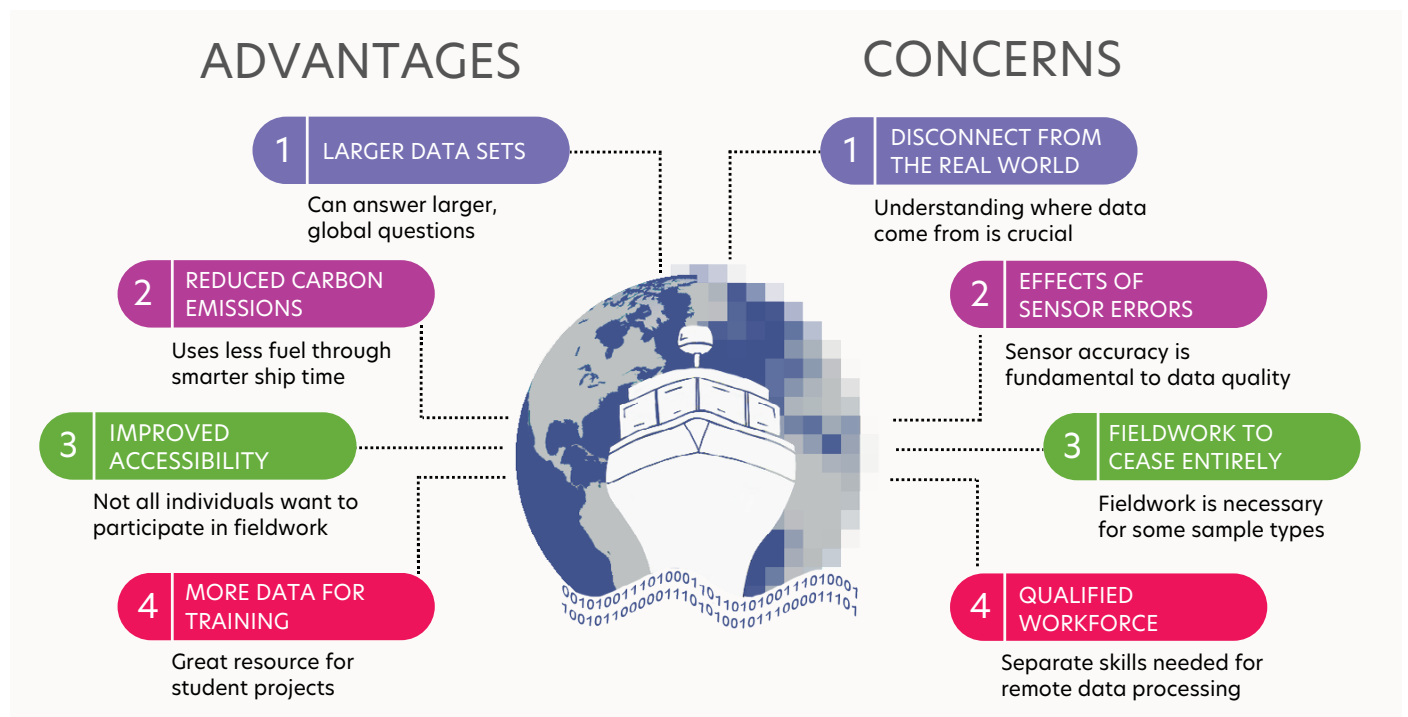 ADVANTAGES
1
LARGER DATA SETS
Can answer larger,
global questions
2
REDUCED CARBON
EMISSIONS
Uses less fuel through
smarter ship time
3
IMPROVED
ACCESSIBILITY
Not all individuals want to
participate in fieldwork
4
MORE DATA FOR
TRAINING
Great resource for
student projects
CONCERNS
1
DISCONNECT FROM
THE REAL WORLD
Understanding where data
come from is crucial
2
EFFECTS OF
SENSOR ERRORS
Sensor accuracy is
fundamental to data quality
3
FIELDWORK TO
CEASE ENTIRELY
Fieldwork is necessary
for some sample types
4
QUALIFIED
WORKFORCE
Separate skills needed for
remote data processing